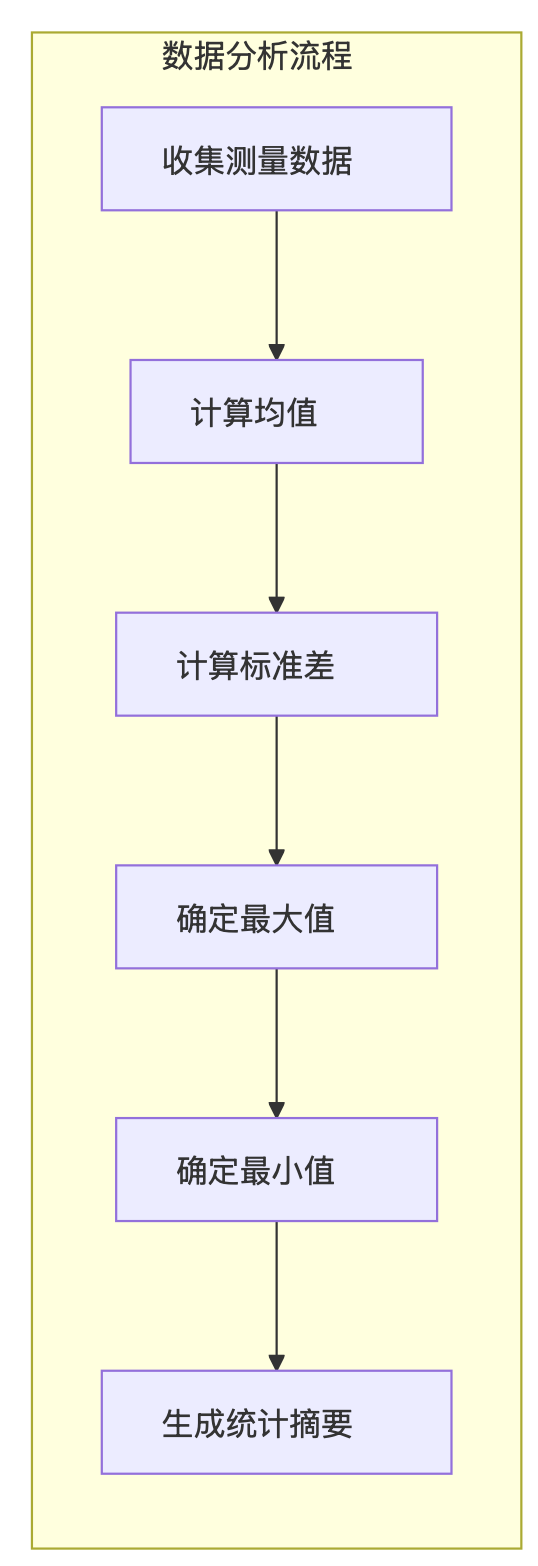 数据分析流程
收集测量数据
计算均值
计算标准差
确定最大值
确定最小值
生成统计摘要